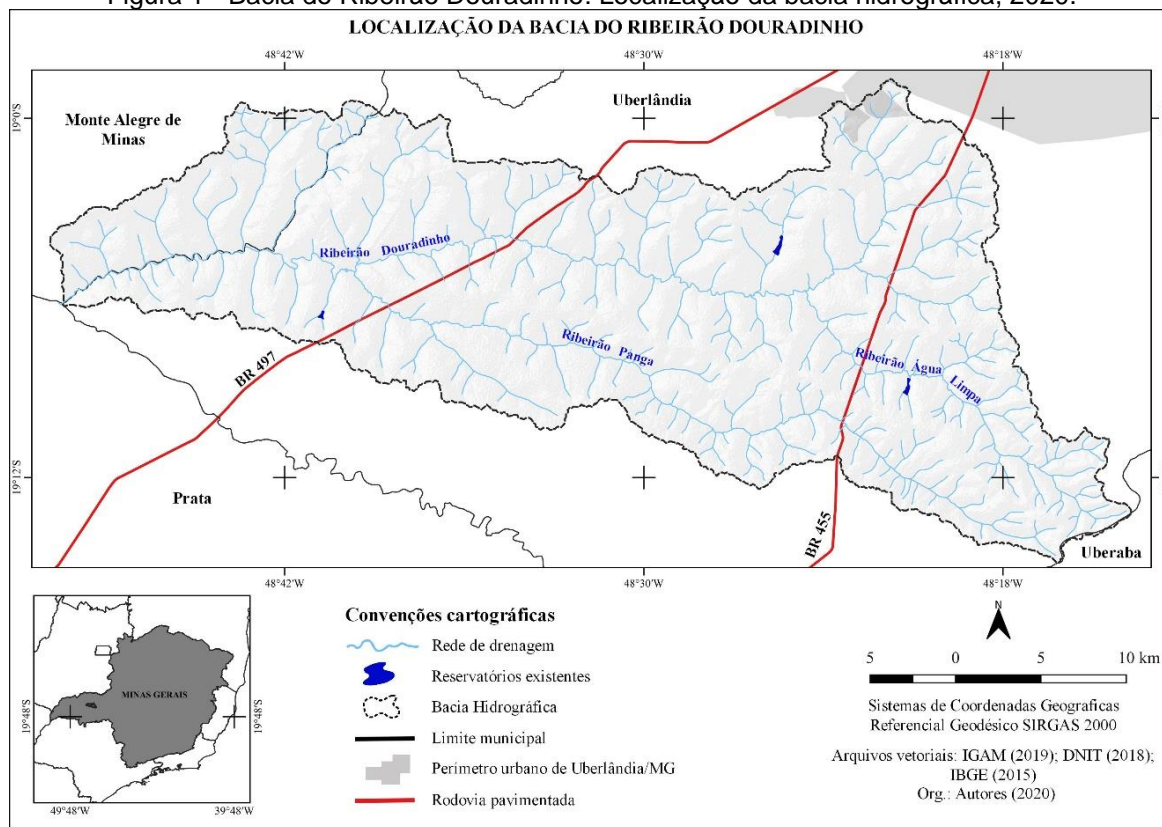 Figura 1 - Bacia do Ribeirão Douradinho: Localização da bacia hidrográfica, 2020.
LOCALIZAÇÃO DA BACIA DO RIBEIRÃO DOURADINHO
48°42'W
48°30'W
48°18'W
19°0'S
Monte Alegre de
Minas
Uberlândia
Ribeirão Douradinho
Ribeirão Panga
Ribeirão Água Limpa
BR 497
BR 455
19°12'S
Prata
Uberaba
48°42'W
48°30'W
48°18'W
MINAS GERAIS
19°48'S
19°48'S
49°48'W
39°48'W
Convenções cartográficas
Rede de drenagem
Reservatórios existentes
Bacia Hidrográfica
Limite municipal
Perímetro urbano de Uberlândia/MG
Rodovia pavimentada
N
5 0 5 10 km
Sistemas de Coordenadas Geograficas
Referencial Geodésico SIRGAS 2000
Arquivos vetoriais: IGAM (2019); DNIT (2018);
IBGE (2015)
Org.: Autores (2020)